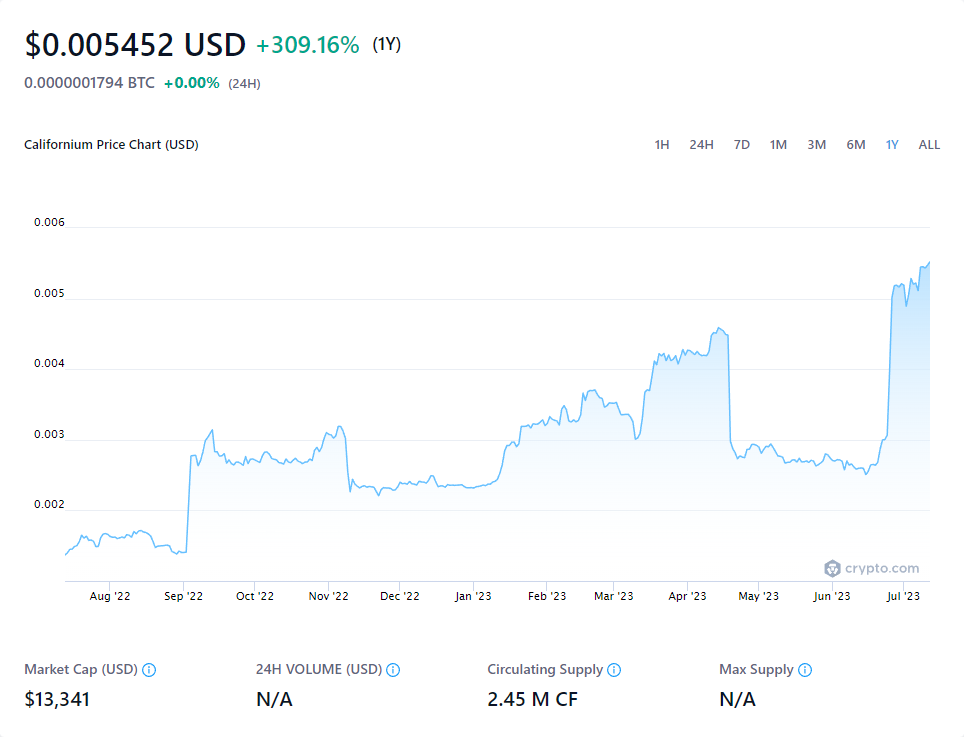 $0.005452 USD +309.16% (1Y)
0.0000001794 BTC +0.00% (24H)
Californium Price Chart (USD) 1H 24H 7D 1M 3M 6M 1Y ALL
0.006
0.005
0.004
0.003
0.002
crypto.com
Aug '22 Sep '22 Oct '22 Nov '22 Dec '22 Jan '23 Feb '23 Mar '23 Apr '23 May '23 Jun '23 Jul '23
Market Cap (USD) 24H VOLUME (USD) Circulating Supply Max Supply
$13,341 N/A 2.45 M CF N/A